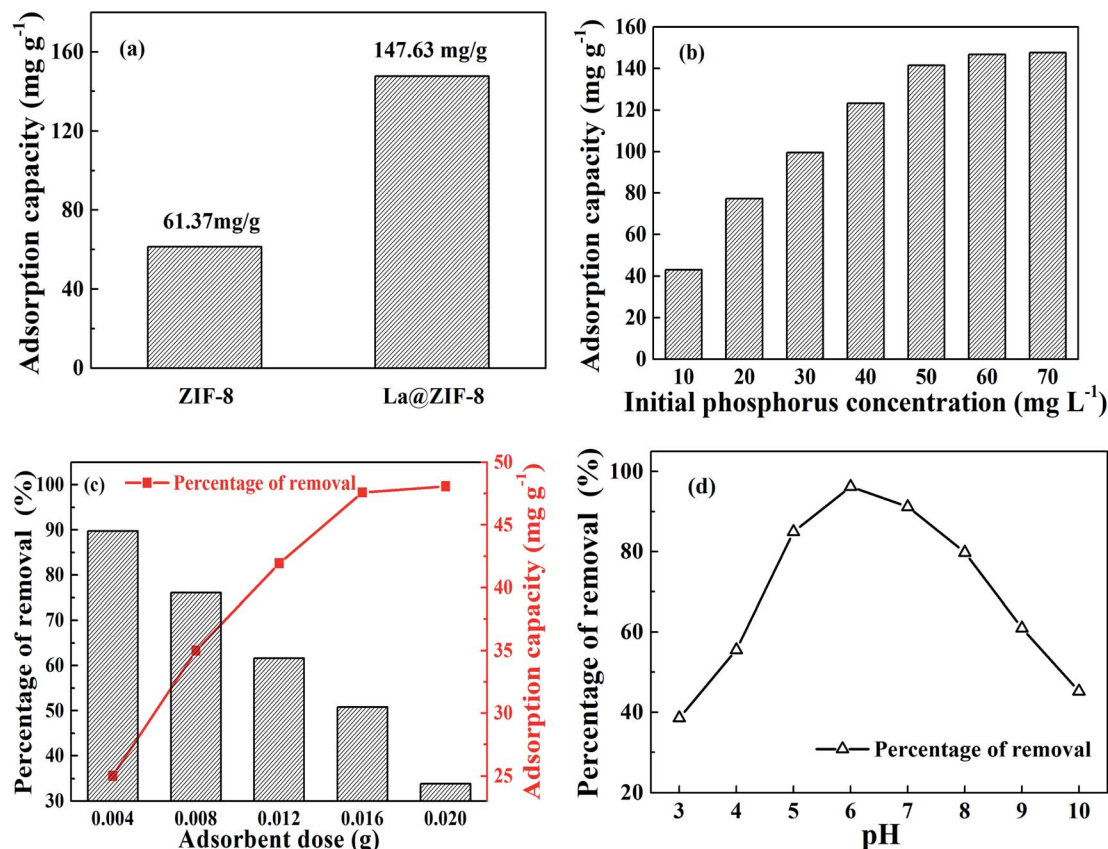 (a)
147.63 mg/g
61.37mg/g
Adsorption capacity (mg g⁻¹)
160
120
80
40
0
ZIF-8 La@ZIF-8
(b)
Adsorption capacity (mg g⁻¹)
160
140
120
100
80
60
40
20
0
10 20 30 40 50 60 70
Initial phosphorus concentration (mg L⁻¹)
(c) Percentage of removal
Percentage of removal (%)
100
90
80
70
60
50
40
30
50
45
40
35
30
25
Adsorption capacity (mg g⁻¹)
0.004 0.008 0.012 0.016 0.020
Adsorbent dose (g)
(d)
Percentage of removal (%)
100
80
60
40
20
Percentage of removal
3 4 5 6 7 8 9 10
pH